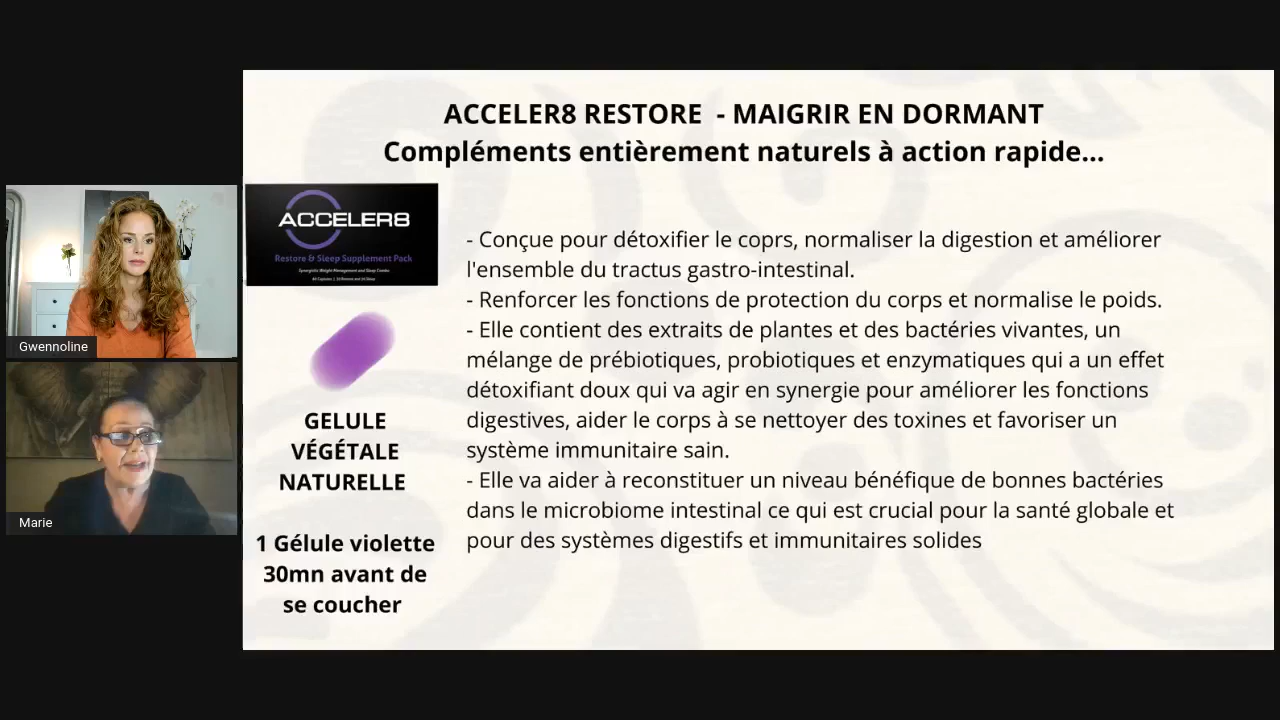 ACCELER8 RESTORE - MAIGRIR EN DORMANT
Compléments entièrement naturels à action rapide...
ACCELER8
Restore & Sleep Supplement Pack
Synergistic Weight-Management and Sleep Combo
- Conçue pour détoxifier le coprs, normaliser la digestion et améliorer
l'ensemble du tractus gastro-intestinal.
- Renforcer les fonctions de protection du corps et normalise le poids.
- Elle contient des extraits de plantes et des bactéries vivantes, un
mélange de prébiotiques, probiotiques et enzymatiques qui a un effet
détoxifiant doux qui va agir en synergie pour améliorer les fonctions
digestives, aider le corps à se nettoyer des toxines et favoriser un
système immunitaire sain.
- Elle va aider à reconstituer un niveau bénéfique de bonnes bactéries
dans le microbiome intestinal ce qui est crucial pour la santé globale et
pour des systèmes digestifs et immunitaires solides
GELULE
VÉGÉTALE
NATURELLE
1 Gélule violette
30mn avant de
se coucher
Gwennoline
Marie